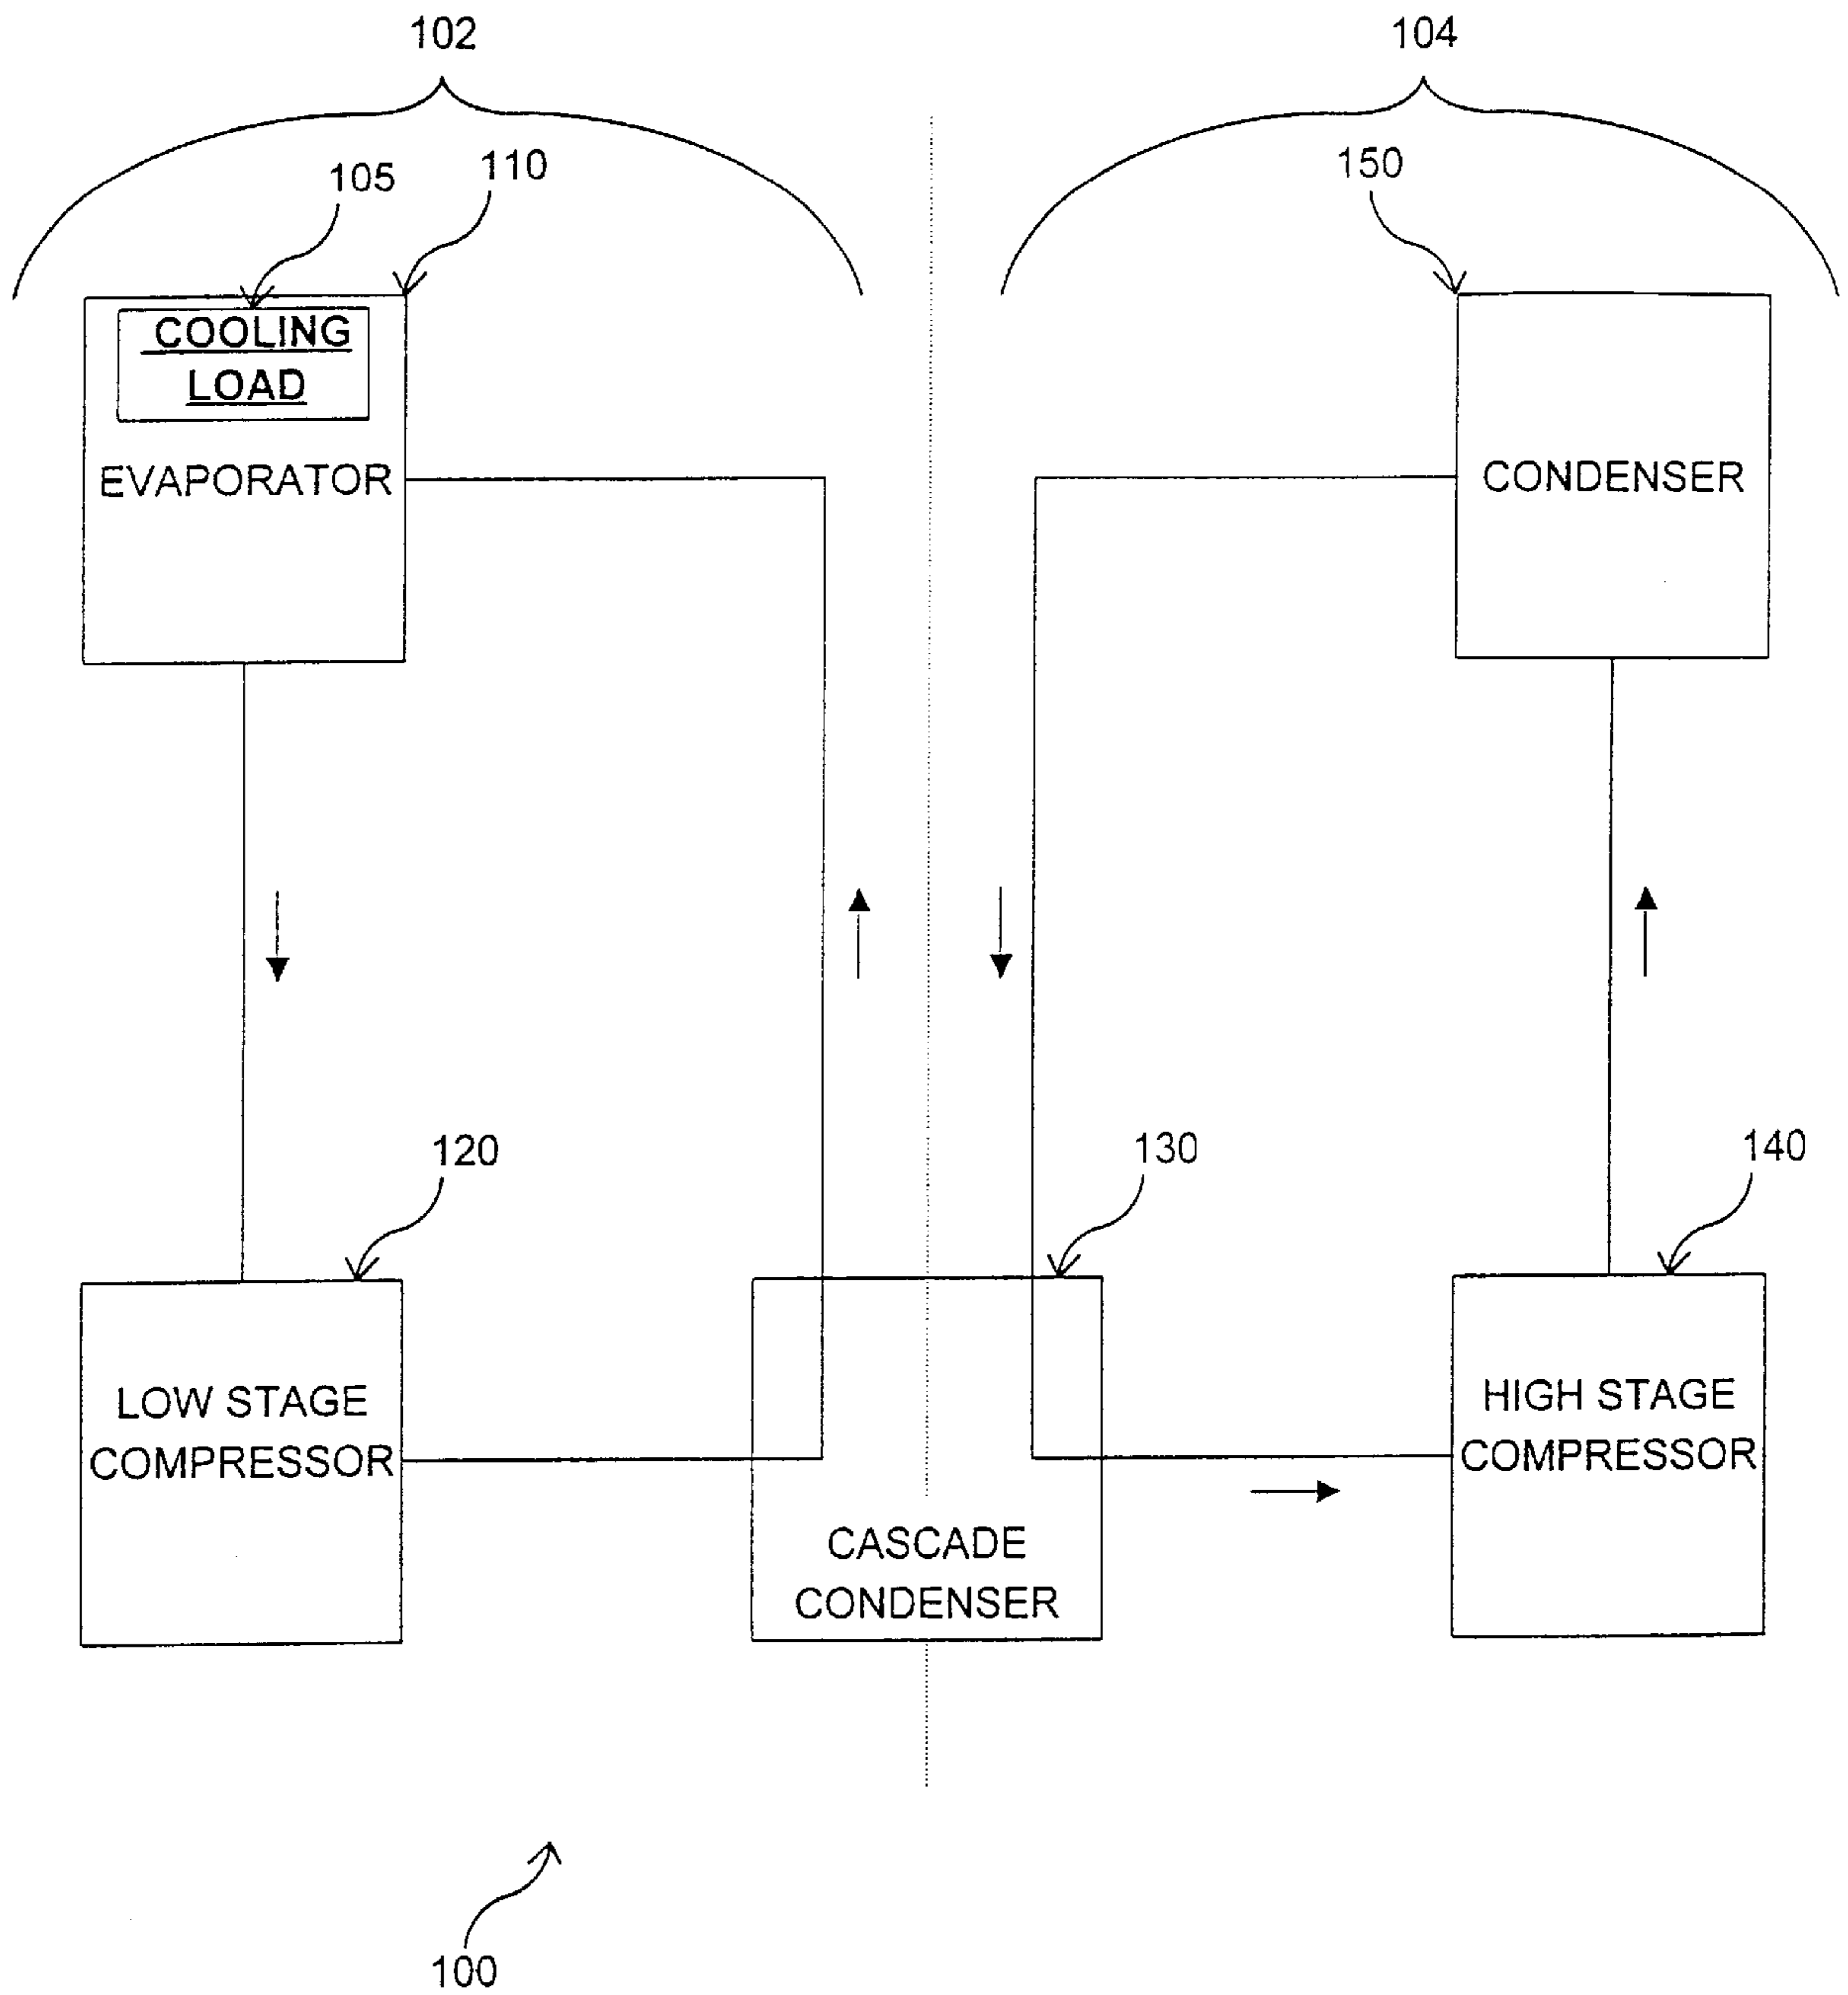 102
104
105
110
150
COOLING
LOAD
EVAPORATOR
CONDENSER
120
130
140
LOW STAGE
COMPRESSOR
HIGH STAGE
COMPRESSOR
CASCADE
CONDENSER
100